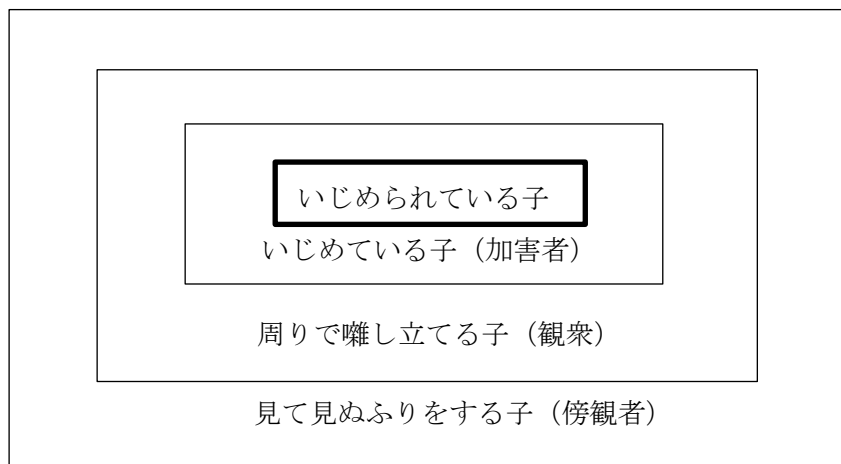 いじめられている子
いじめている子（加害者）
周りで囃し立てる子（観衆）
見て見ぬふりをする子（傍観者）